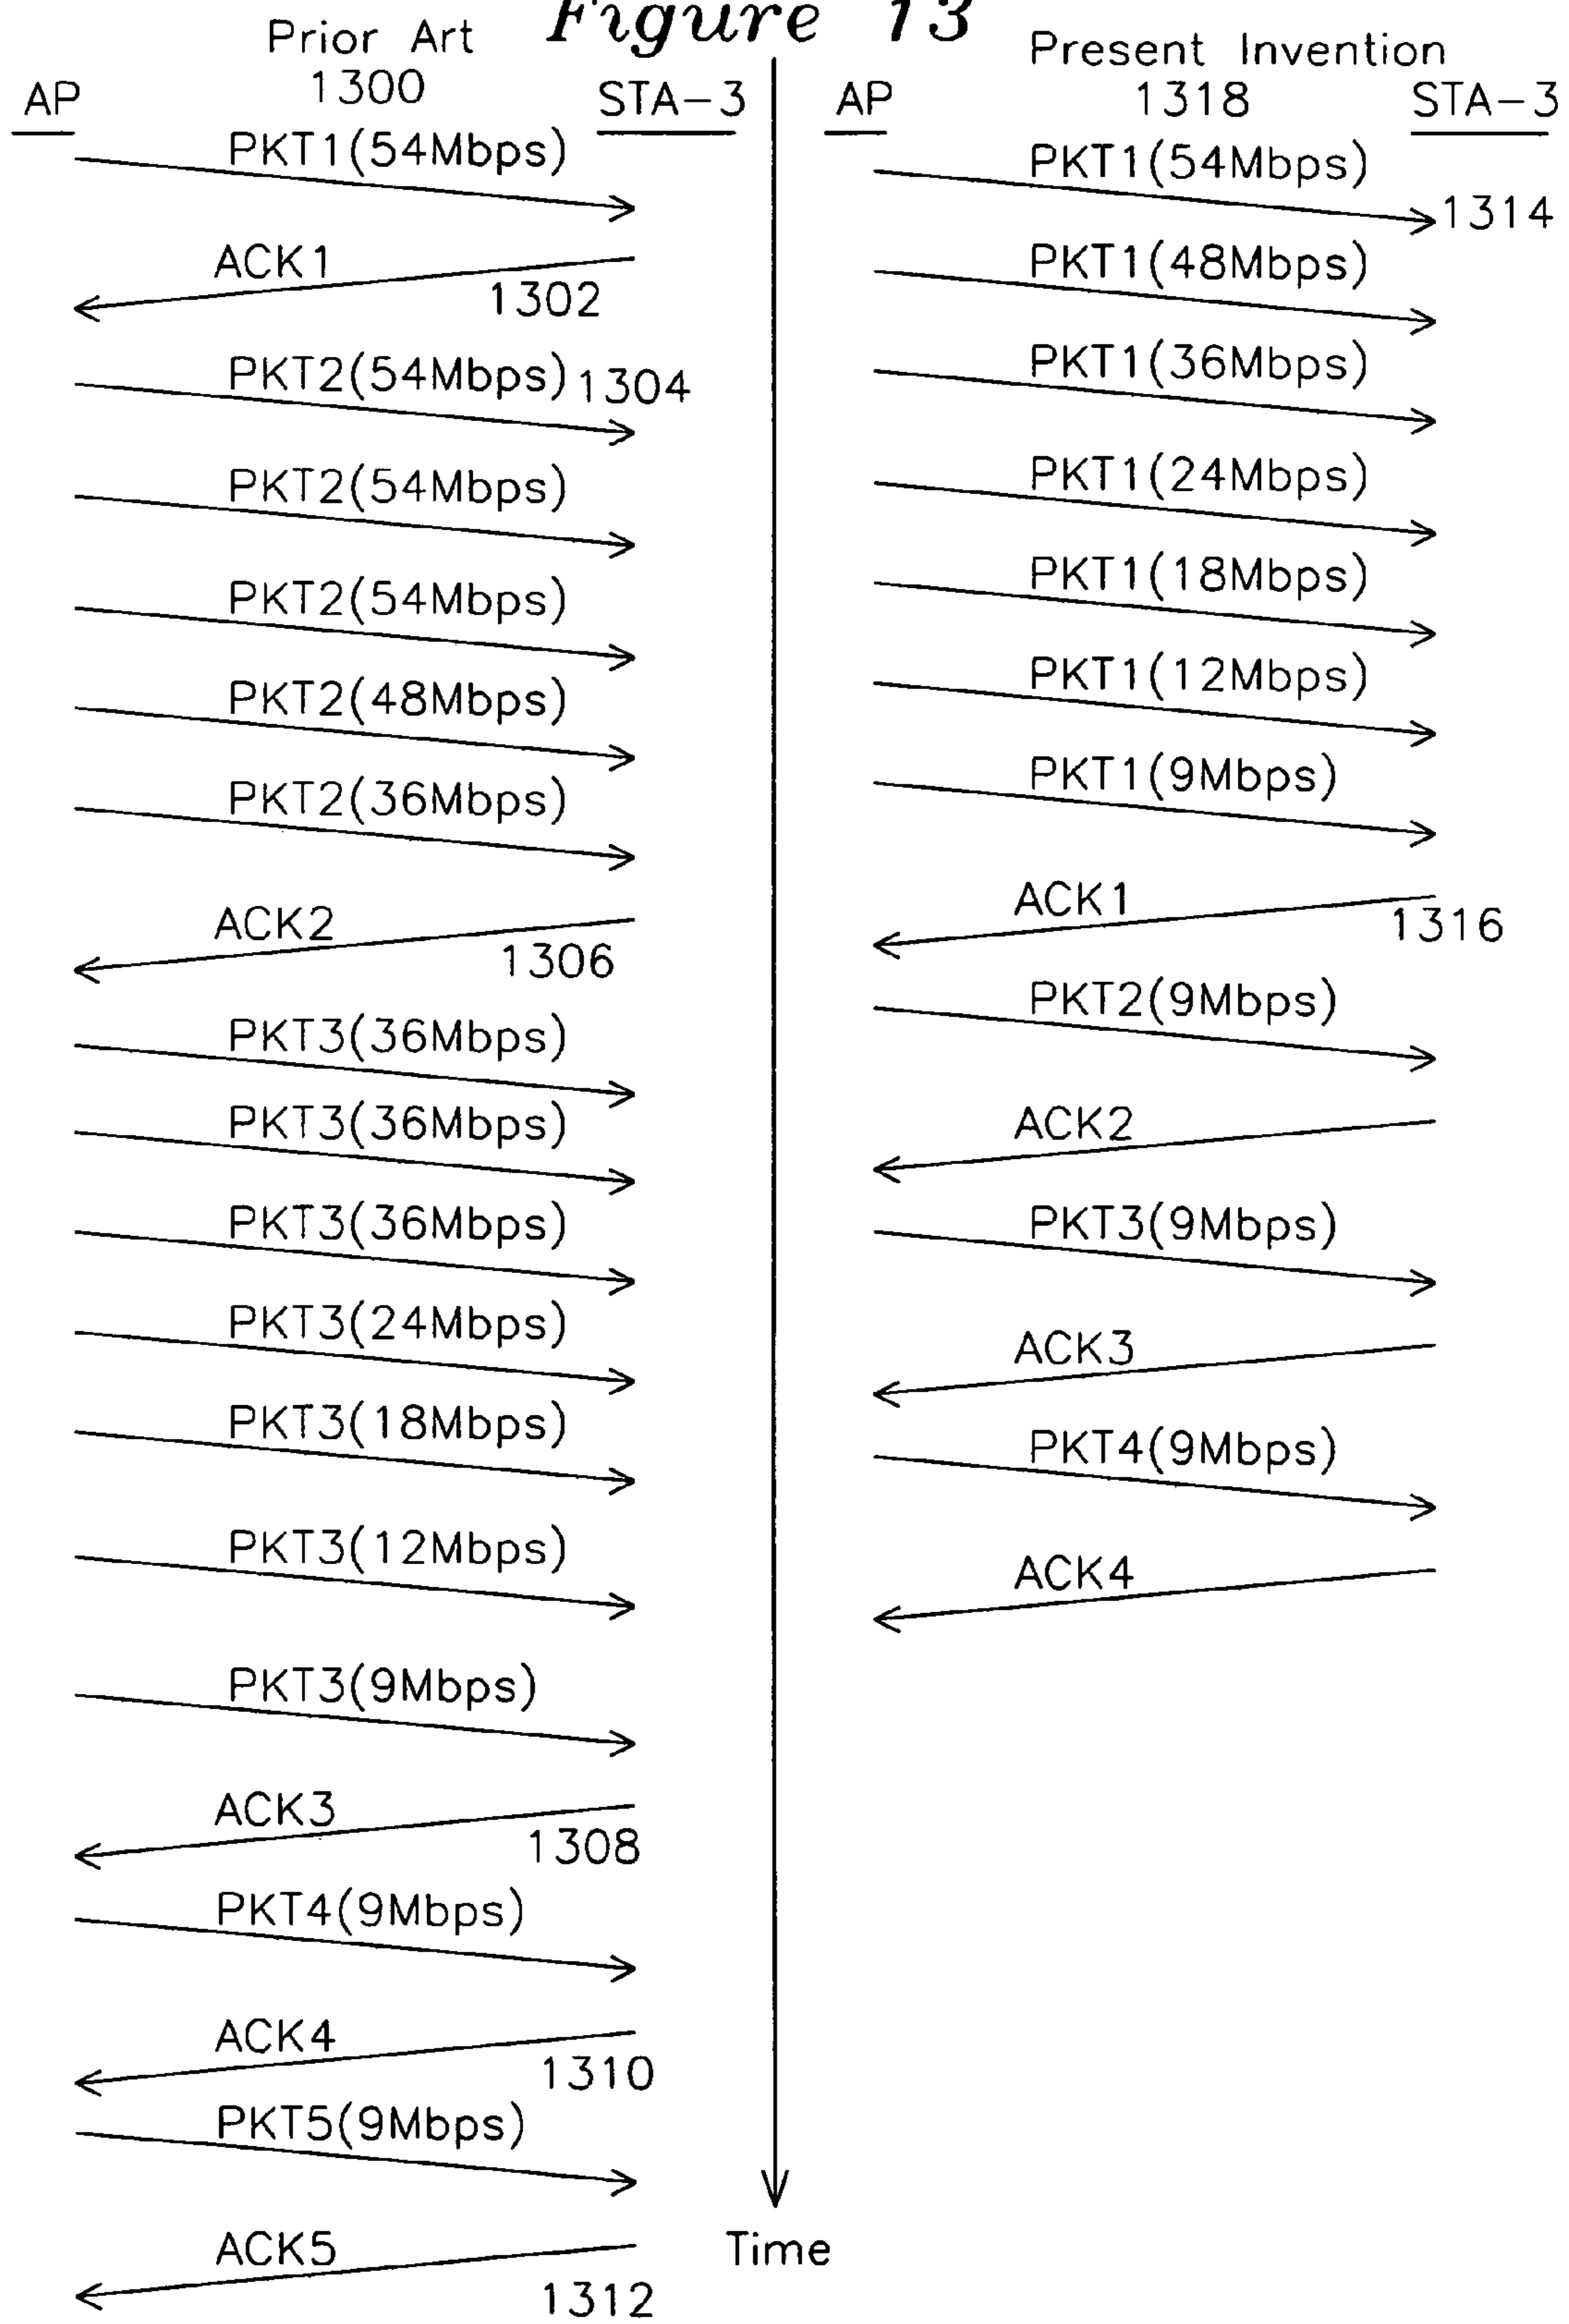 Figure 13
Prior Art
1300
AP
STA-3
PKT1(54Mbps)
ACK1
1302
PKT2(54Mbps) 1304
PKT2(54Mbps)
PKT2(54Mbps)
PKT2(48Mbps)
PKT2(36Mbps)
ACK2
1306
PKT3(36Mbps)
PKT3(36Mbps)
PKT3(36Mbps)
PKT3(24Mbps)
PKT3(18Mbps)
PKT3(12Mbps)
PKT3(9Mbps)
ACK3
1308
PKT4(9Mbps)
ACK4
1310
PKT5(9Mbps)
ACK5
1312
Time
Present Invention
1318
AP
STA-3
PKT1(54Mbps)
1314
PKT1(48Mbps)
PKT1(36Mbps)
PKT1(24Mbps)
PKT1(18Mbps)
PKT1(12Mbps)
PKT1(9Mbps)
ACK1
1316
PKT2(9Mbps)
ACK2
PKT3(9Mbps)
ACK3
PKT4(9Mbps)
ACK4